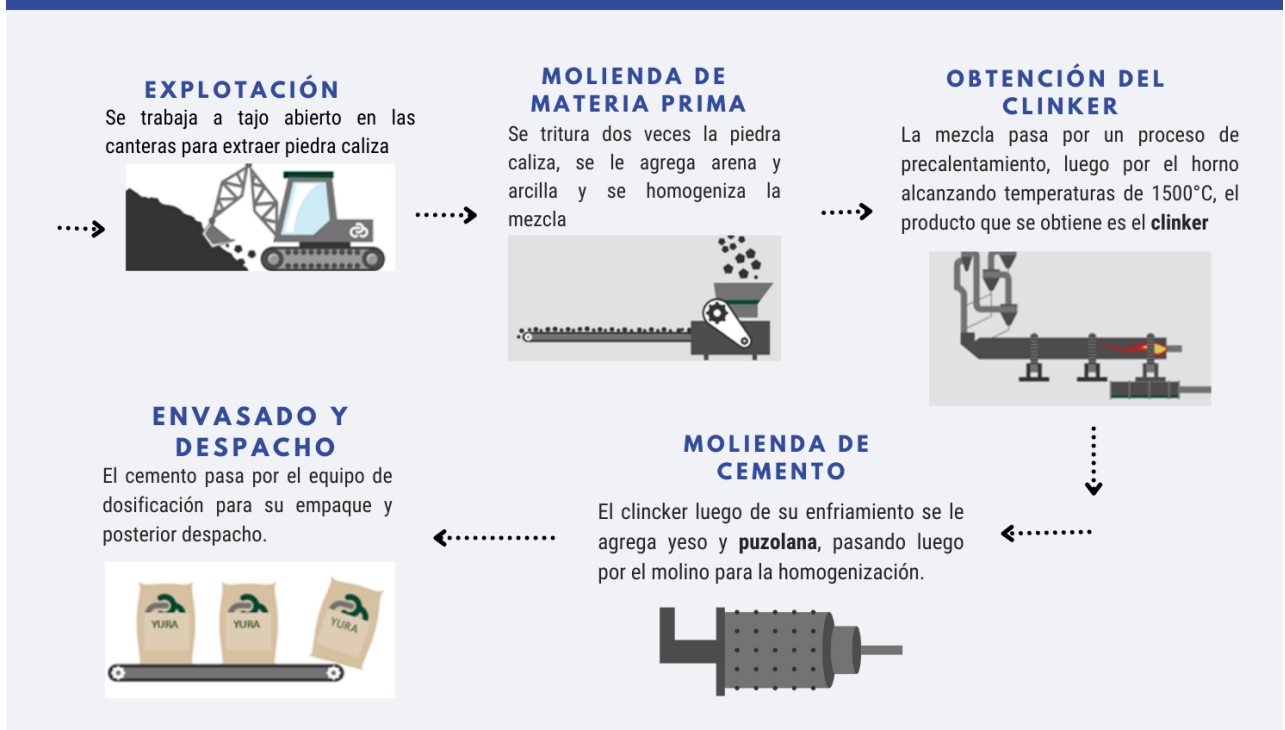 EXPLOTACIÓN
Se trabaja a tajo abierto en las
canteras para extraer piedra caliza
MOLIENDA DE
MATERIA PRIMA
Se tritura dos veces la piedra
caliza, se le agrega arena y
arcilla y se homogeniza la
mezcla
OBTENCIÓN DEL
CLINKER
La mezcla pasa por un proceso de
precalentamiento, luego por el horno
alcanzando temperaturas de 1500°C, el
producto que se obtiene es el clinker
MOLIENDA DE
CEMENTO
El clincker luego de su enfriamiento se le
agrega yeso y puzolana, pasando luego
por el molino para la homogenización.
ENVASADO Y
DESPACHO
El cemento pasa por el equipo de
dosificación para su empaque y
posterior despacho.
YURA
YURA
YURA